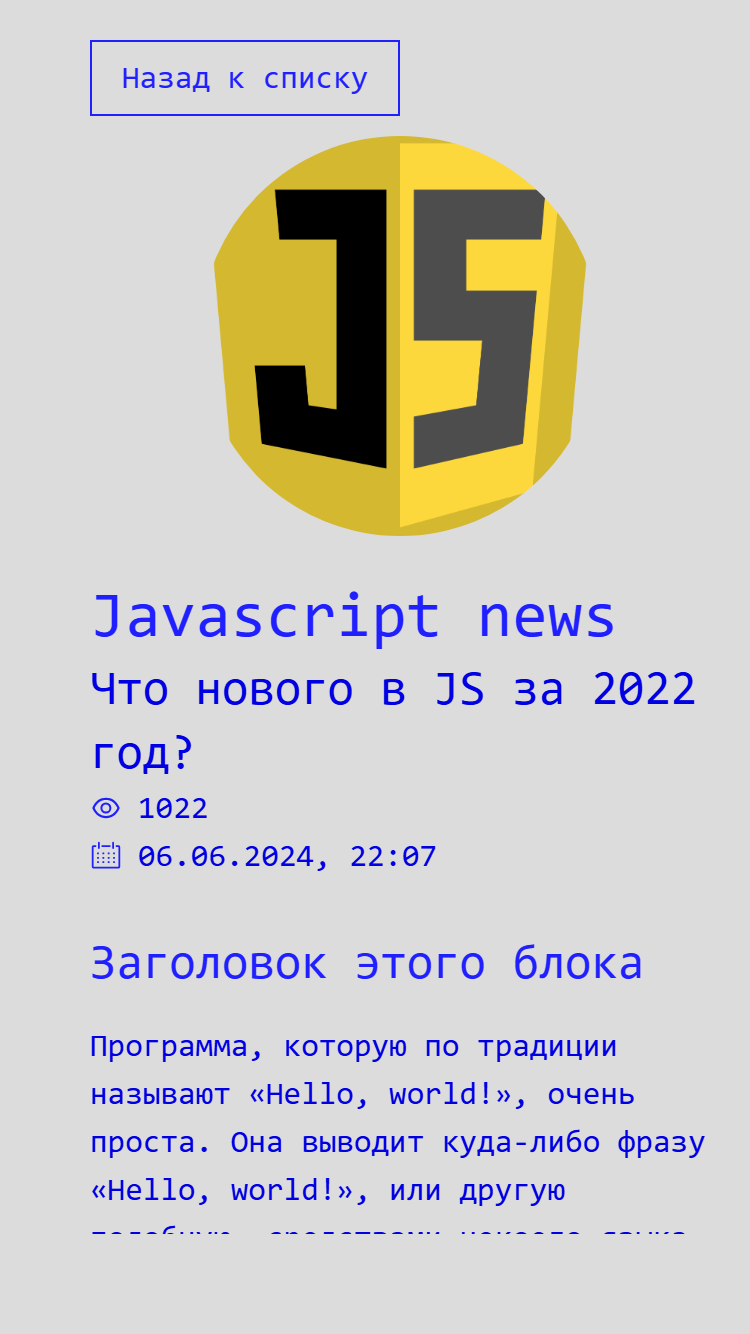 Назад к списку
JS
Javascript news
Что нового в JS за 2022
год?
1022
06.06.2024, 22:07
Заголовок этого блока
Программа, которую по традиции
называют «Hello, world!», очень
проста. Она выводит куда-либо фразу
«Hello, world!», или другую